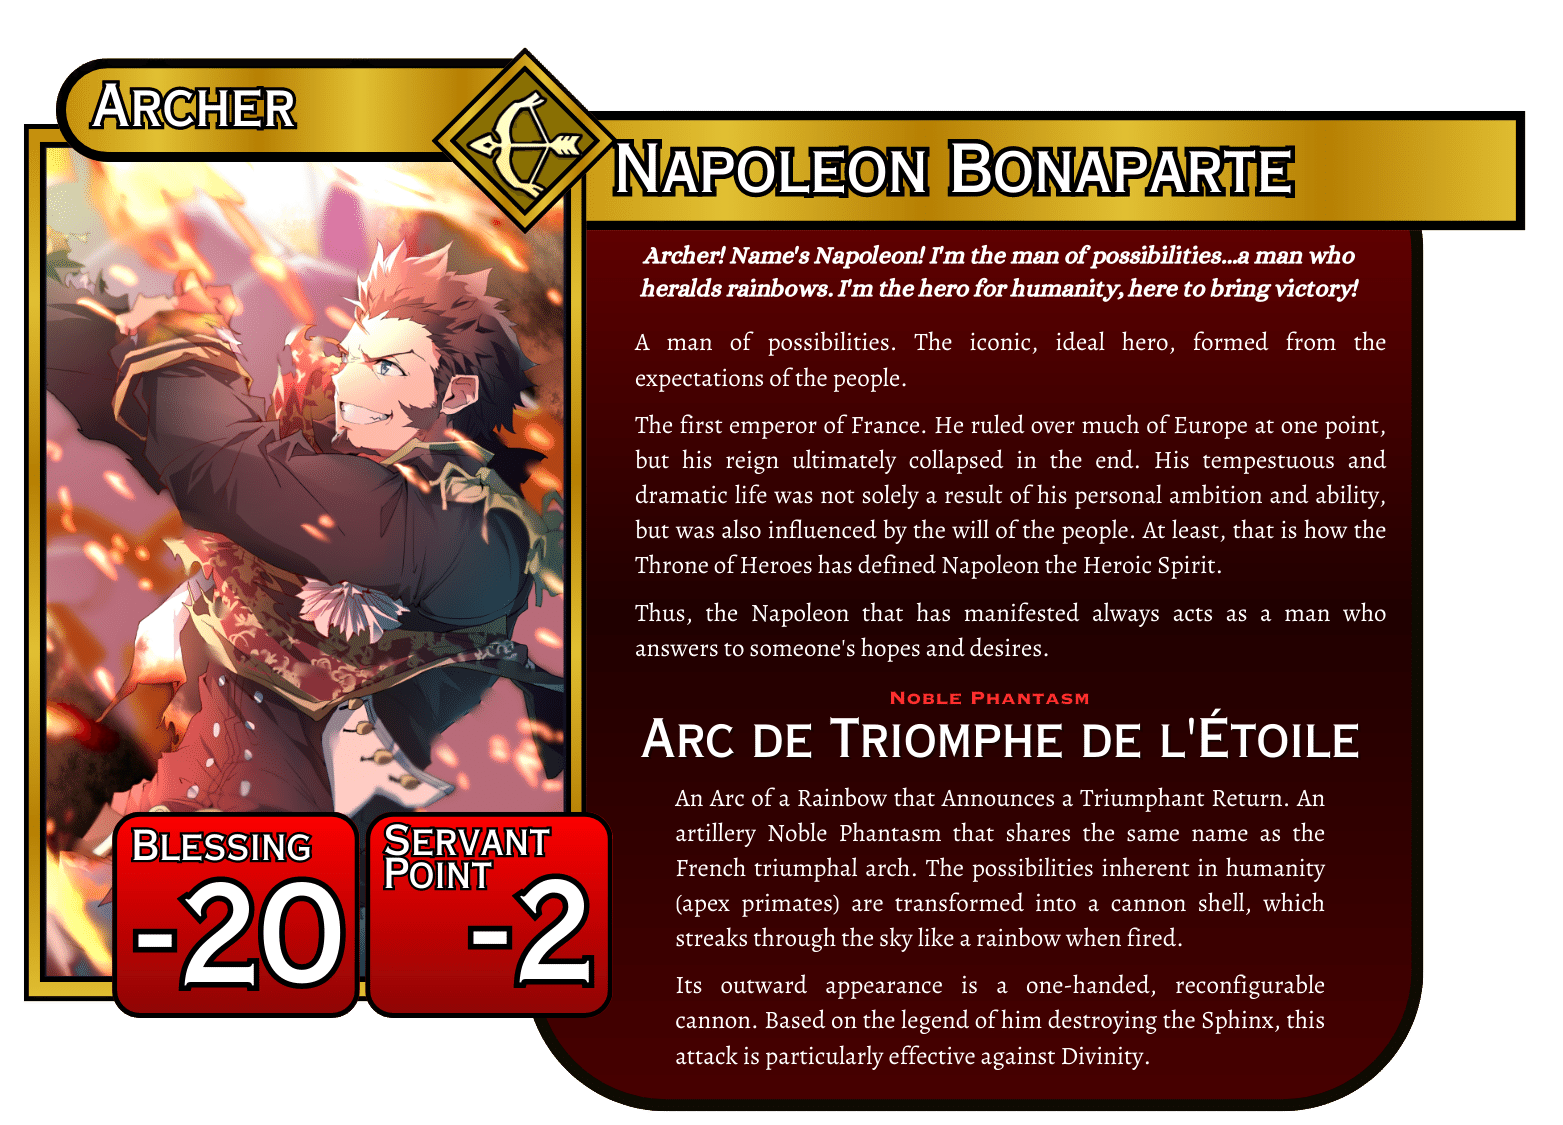 Archer
Napoleon Bonaparte
Archer! Name's Napoleon! I'm the man of possibilities...a man who
heralds rainbows. I'm the hero for humanity, here to bring victory!
A man of possibilities. The iconic, ideal hero, formed from the
expectations of the people.
The first emperor of France. He ruled over much of Europe at one point,
but his reign ultimately collapsed in the end. His tempestuous and
dramatic life was not solely a result of his personal ambition and ability,
but was also influenced by the will of the people. At least, that is how the
Throne of Heroes has defined Napoleon the Heroic Spirit.
Thus, the Napoleon that has manifested always acts as a man who
answers to someone's hopes and desires.
Noble Phantasm
Arc de Triomphe de l'Étoile
An Arc of a Rainbow that Announces a Triumphant Return. An
artillery Noble Phantasm that shares the same name as the
French triumphal arch. The possibilities inherent in humanity
(apex primates) are transformed into a cannon shell, which
streaks through the sky like a rainbow when fired.
Its outward appearance is a one-handed, reconfigurable
cannon. Based on the legend of him destroying the Sphinx, this
attack is particularly effective against Divinity.
Blessing
-20
Servant
Point
-2